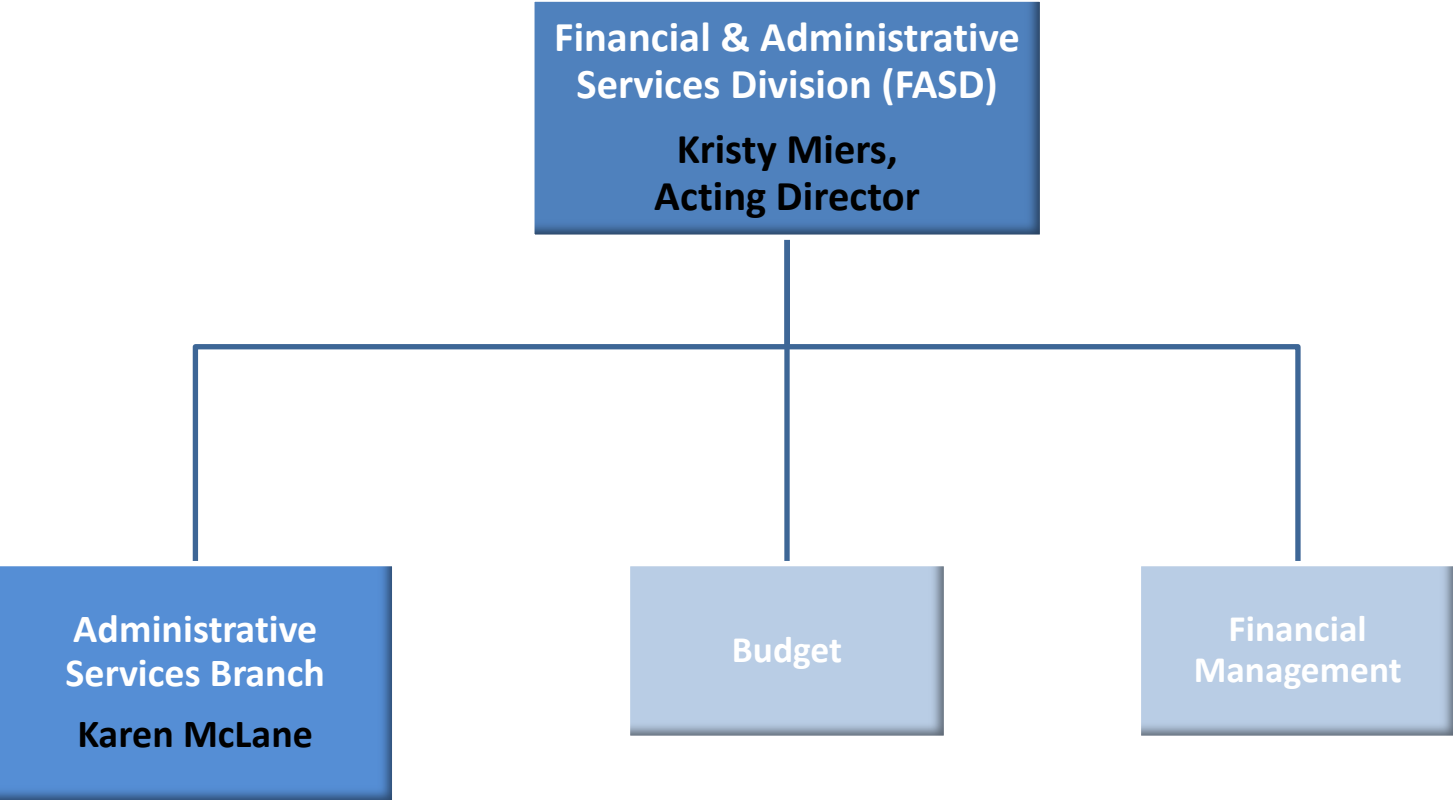 Financial & Administrative
Services Division (FASD)
Kristy Miers,
Acting Director
Administrative
Services Branch
Karen McLane
Budget
Financial
Management